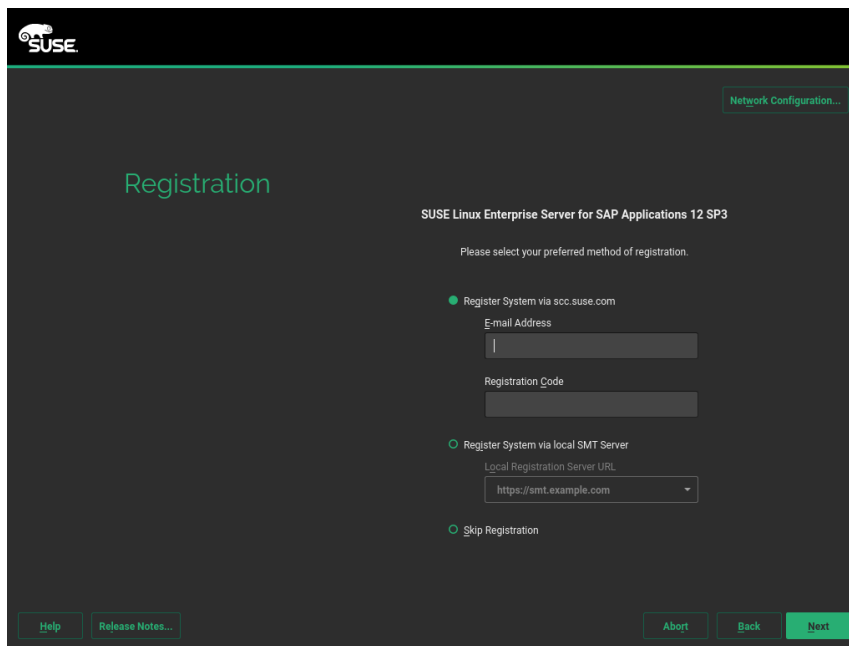 SUSE.
Network Configuration...
Registration
SUSE Linux Enterprise Server for SAP Applications 12 SP3
Please select your preferred method of registration.
Register System via scc.suse.com
E-mail Address
Registration Code
Register System via local SMT Server
Local Registration Server URL
https://smt.example.com
Skip Registration
Help
Release Notes...
Abort
Back
Next